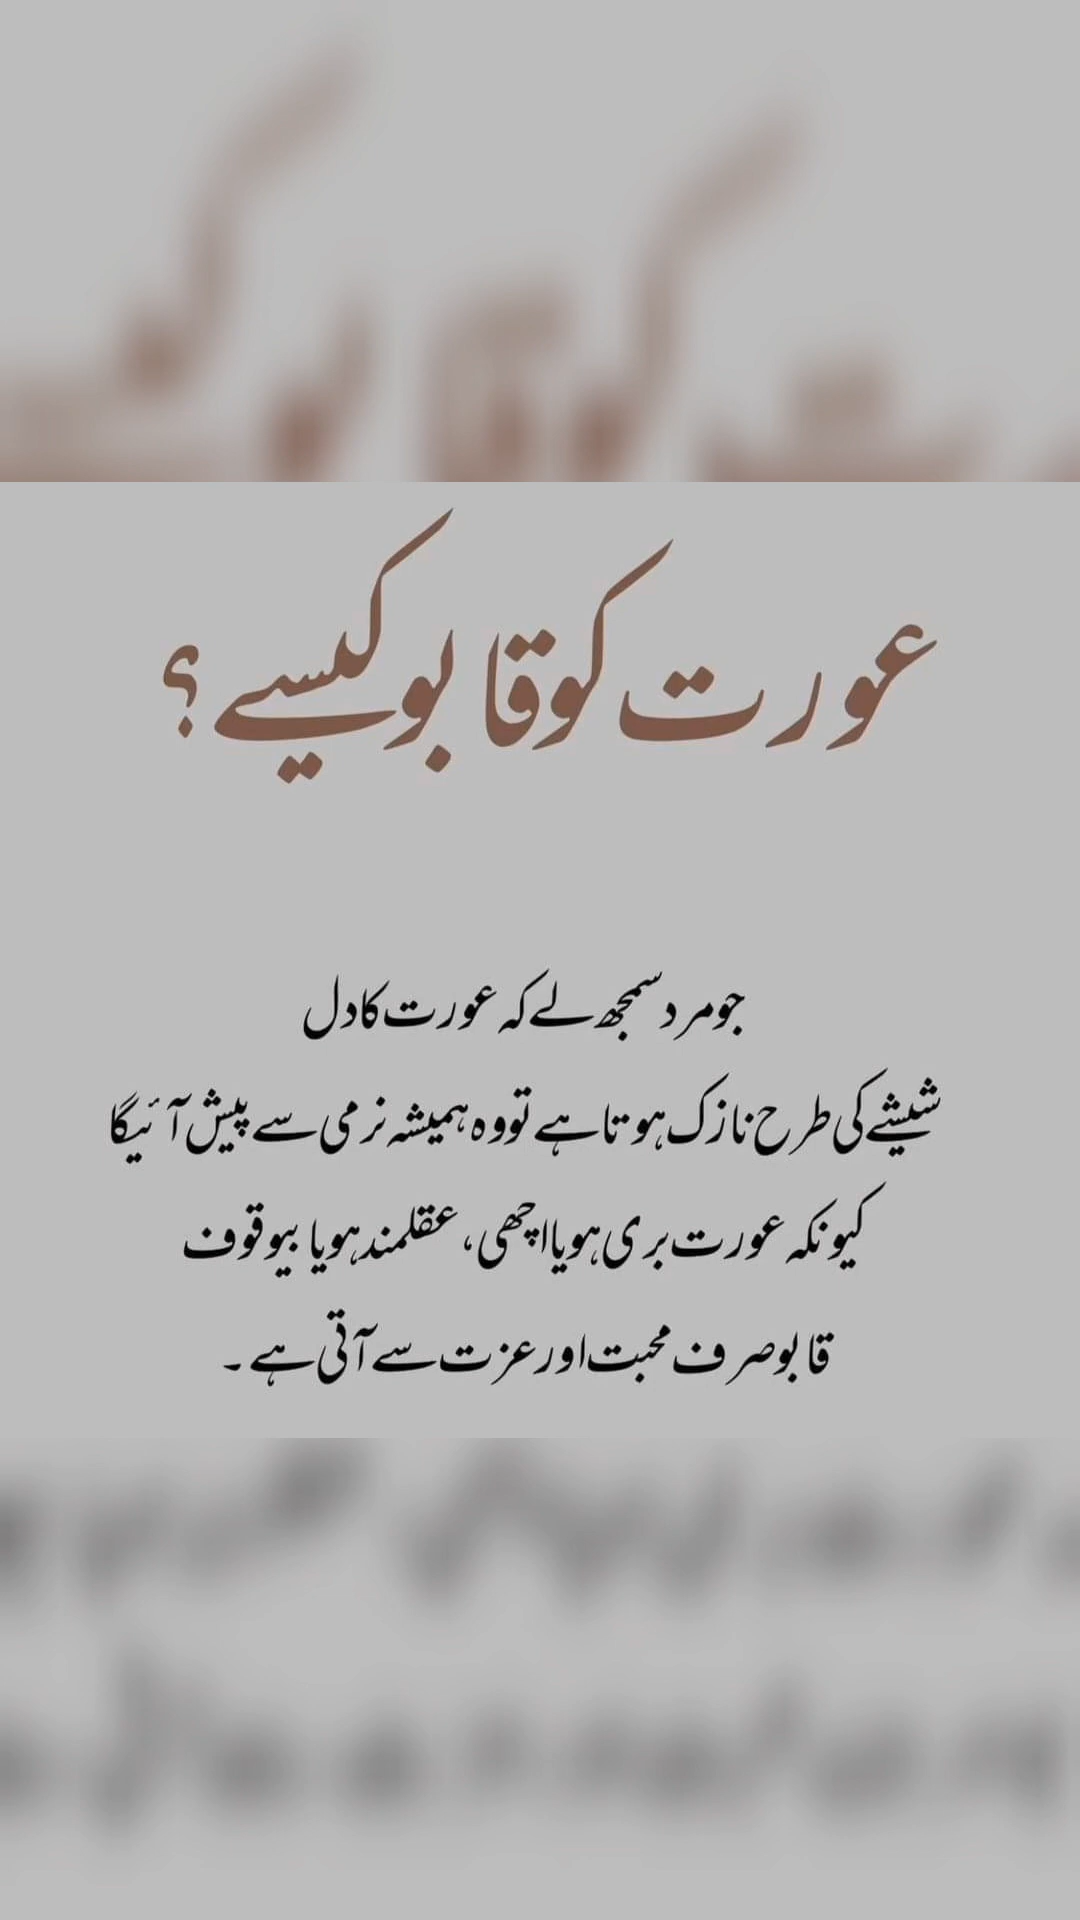 عورت کو قابو کیسے؟
جو مرد سمجھ لے کہ عورت کا دل
شیشے کی طرح نازک ہوتا ہے تو وہ ہمیشہ نرمی سے پیش آئیگا
کیونکہ عورت بری ہو یا اچھی، عقلمند ہو یا بیوقوف
قابو صرف محبت اور عزت سے آتی ہے۔